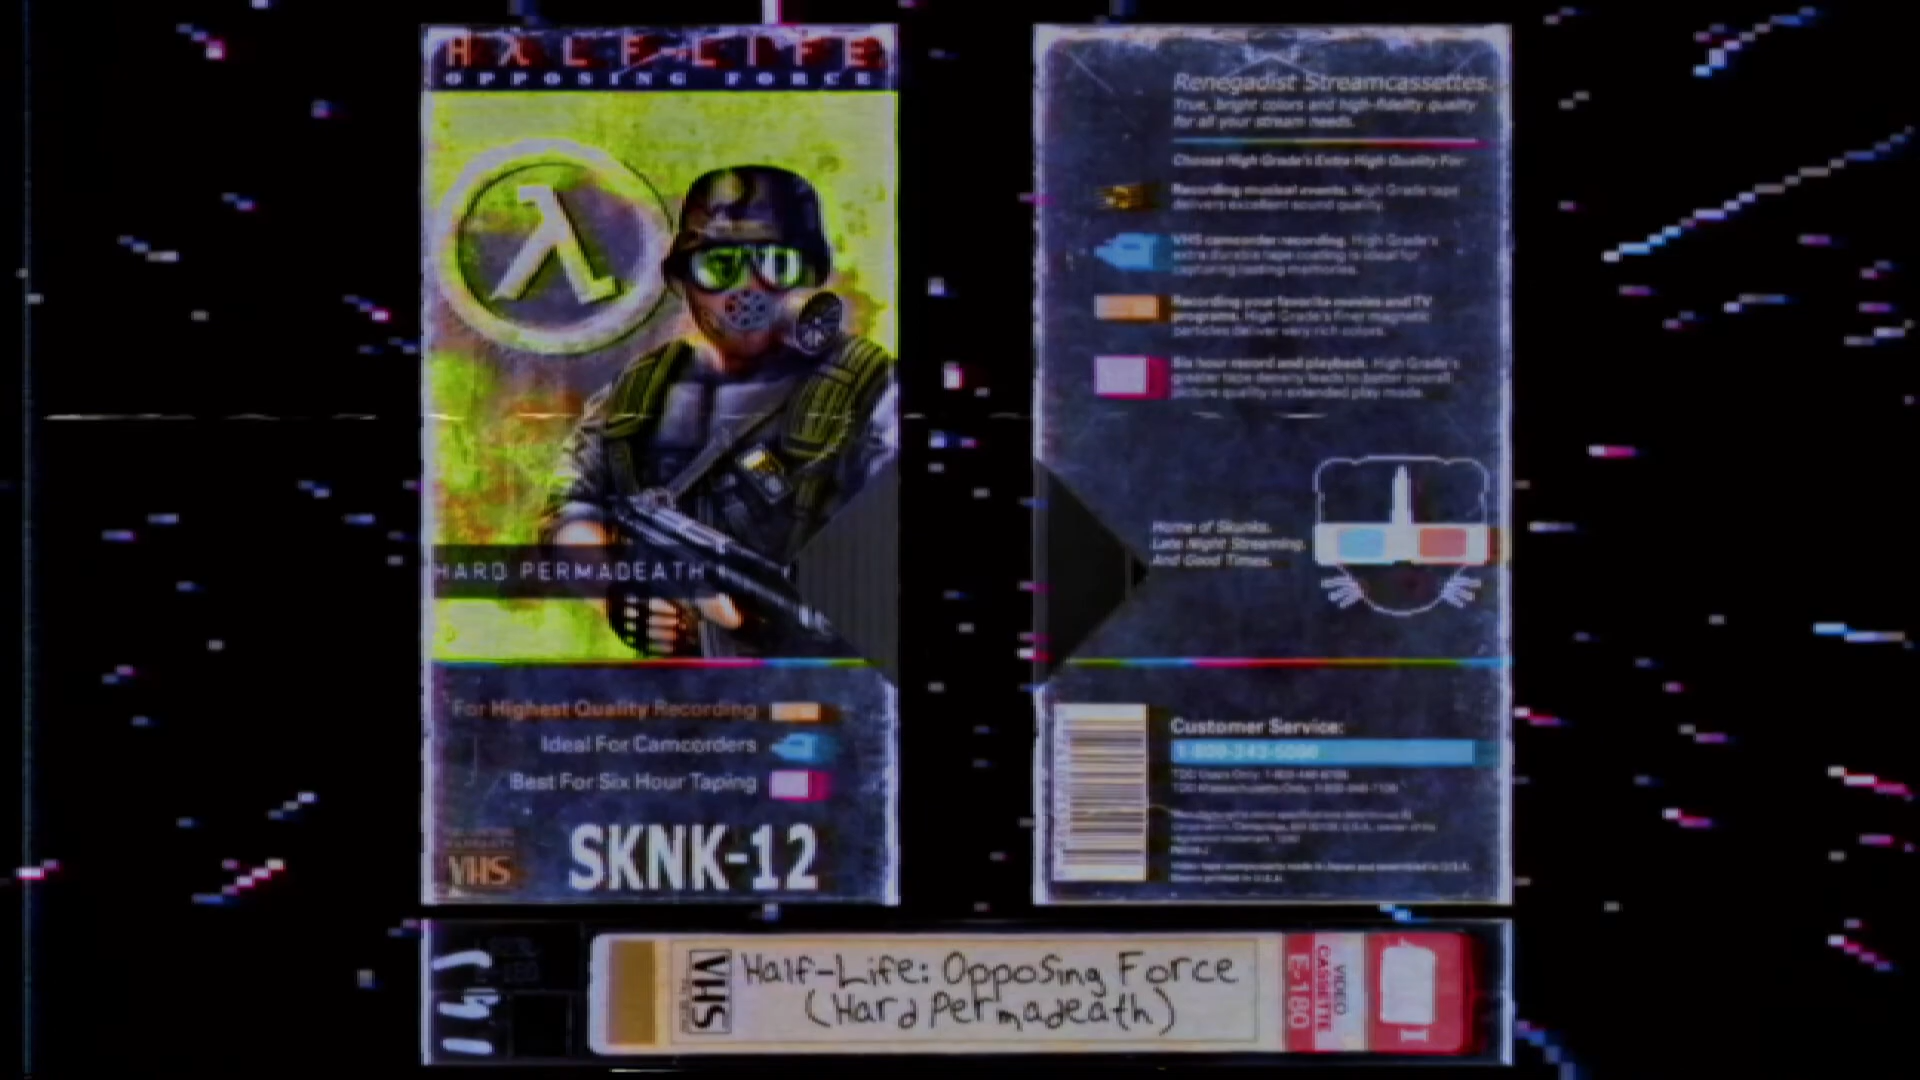 HλLF-LIFE
OPPOSING FORCE
HARD PERMADEATH
For Highest Quality Recording
Ideal For Camcorders
Best For Six Hour Taping
VHS
SKNK-12
Renegadist Streamcassettes.
True, bright colors and high-fidelity quality
for all your stream needs.
Choose High Grade's Extra High Quality For:
Recording musical events. High Grade tape
delivers excellent sound quality.
VHS camcorder recording. High Grade's
extra durable tape coating is ideal for
capturing lasting memories.
Recording your favorite movies and TV
programs. High Grade's finer magnetic
particles deliver very rich colors.
Six hour record and playback. High Grade's
greater tape density leads to better overall
picture quality in extended play mode.
Home of Skunks.
Late Night Streaming.
And Good Times.
Customer Service:
VHS
Half-Life: Opposing Force
(Hard Permadeath)
VIDEO
CASSETTE
E-180